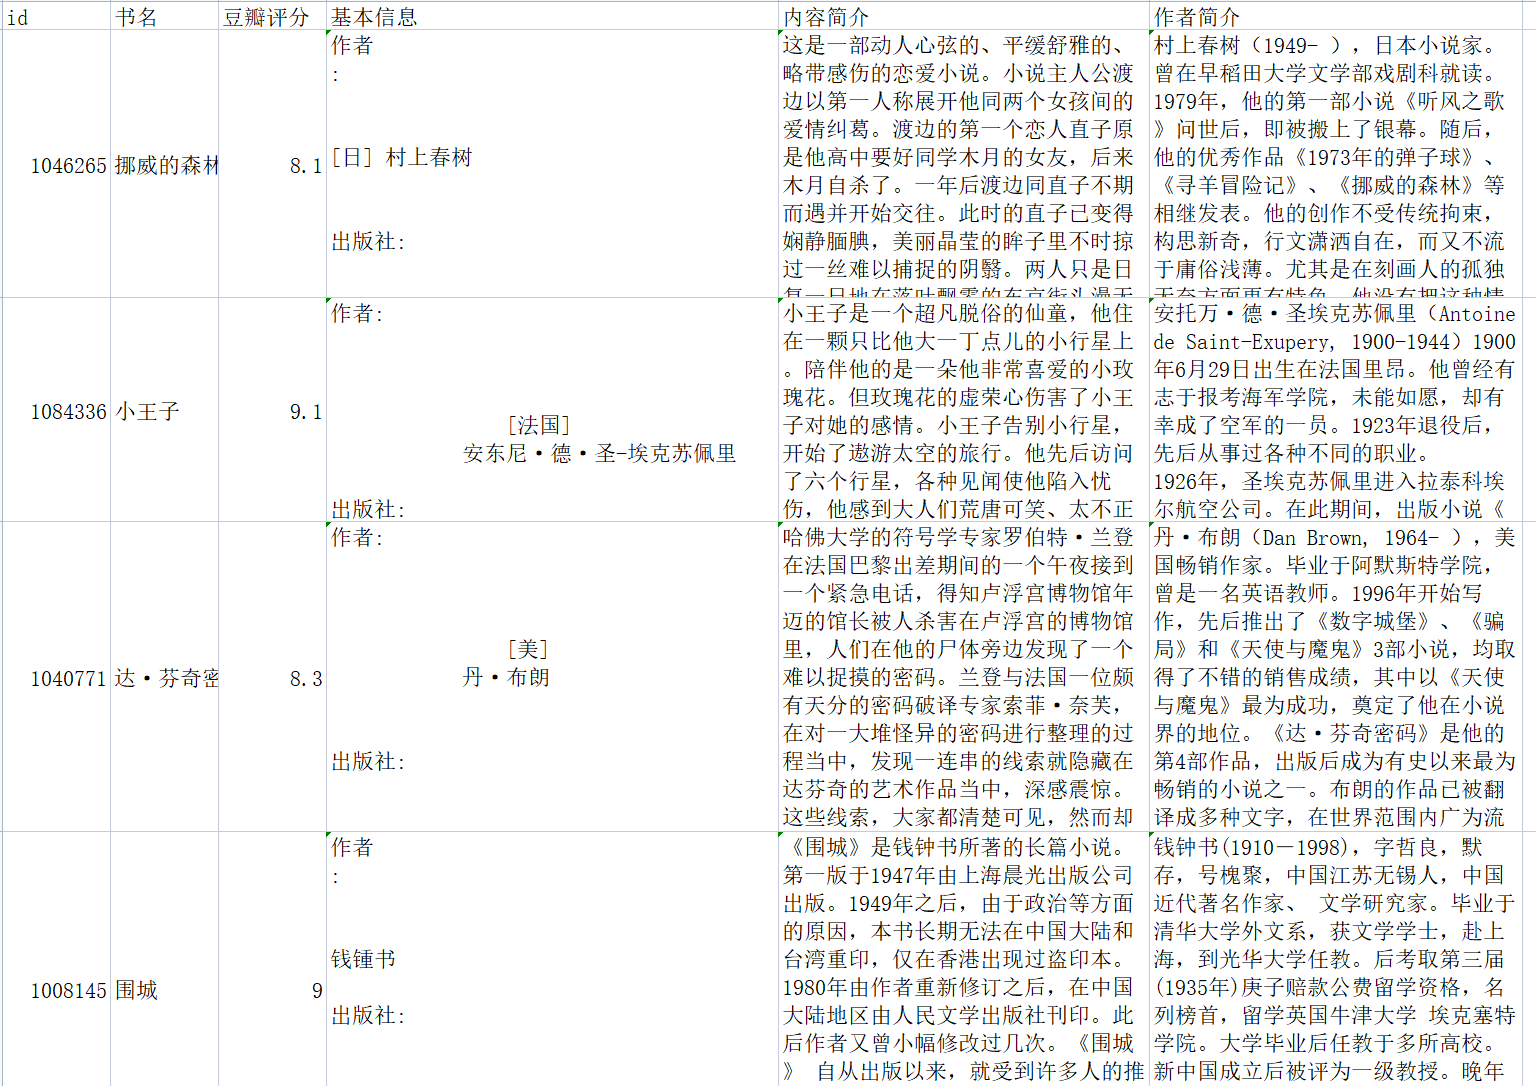 id 书名 豆瓣评分 基本信息 内容简介 作者简介
1046265 挪威的森林 8.1
作者
:
[日] 村上春树
出版社:
这是一部动人心弦的、平缓舒雅的、
略带感伤的恋爱小说。小说主人公渡
边以第一人称展开他同两个女孩间的
爱情纠葛。渡边的第一个恋人直子原
是他高中要好同学木月的女友，后来
木月自杀了。一年后渡边同直子不期
而遇并开始交往。此时的直子已变得
娴静腼腆，美丽晶莹的眸子里不时掠
过一丝难以捕捉的阴翳。两人只是日
复一日地在落叶飘零的东京街头漫无
村上春树（1949- ），日本小说家。
曾在早稻田大学文学部戏剧科就读。
1979年，他的第一部小说《听风之歌
》问世后，即被搬上了银幕。随后，
他的优秀作品《1973年的弹子球》、
《寻羊冒险记》、《挪威的森林》等
相继发表。他的创作不受传统拘束，
构思新奇，行文潇洒自在，而又不流
于庸俗浅薄。尤其是在刻画人的孤独
无奈方面更有特色，他没有把这种情
1084336 小王子 9.1
作者:
[法国]
安东尼·德·圣-埃克苏佩里
出版社:
小王子是一个超凡脱俗的仙童，他住
在一颗只比他大一丁点儿的小行星上
。陪伴他的是一朵他非常喜爱的小玫
瑰花。但玫瑰花的虚荣心伤害了小王
子对她的感情。小王子告别小行星，
开始了遨游太空的旅行。他先后访问
了六个行星，各种见闻使他陷入忧
伤，他感到大人们荒唐可笑、太不正
安托万·德·圣埃克苏佩里（Antoine
de Saint-Exupery, 1900-1944）1900
年6月29日出生在法国里昂。他曾经有
志于报考海军学院，未能如愿，却有
幸成了空军的一员。1923年退役后，
先后从事过各种不同的职业。
1926年，圣埃克苏佩里进入拉泰科埃
尔航空公司。在此期间，出版小说《
1040771 达·芬奇密 8.3
作者:
[美]
丹·布朗
出版社:
哈佛大学的符号学专家罗伯特·兰登
在法国巴黎出差期间的一个午夜接到
一个紧急电话，得知卢浮宫博物馆年
迈的馆长被人杀害在卢浮宫的博物馆
里，人们在他的尸体旁边发现了一个
难以捉摸的密码。兰登与法国一位颇
有天分的密码破译专家索菲·奈芙，
在对一大堆怪异的密码进行整理的过
程当中，发现一连串的线索就隐藏在
达芬奇的艺术作品当中，深感震惊。
这些线索，大家都清楚可见，然而却
丹·布朗（Dan Brown, 1964- ），美
国畅销作家。毕业于阿默斯特学院，
曾是一名英语教师。1996年开始写
作，先后推出了《数字城堡》、《骗
局》和《天使与魔鬼》3部小说，均取
得了不错的销售成绩，其中以《天使
与魔鬼》最为成功，奠定了他在小说
界的地位。《达·芬奇密码》是他的
第4部作品，出版后成为有史以来最为
畅销的小说之一。布朗的作品已被翻
译成多种文字，在世界范围内广为流
1008145 围城 9
作者
:
钱锺书
出版社:
《围城》是钱钟书所著的长篇小说。
第一版于1947年由上海晨光出版公司
出版。1949年之后，由于政治等方面
的原因，本书长期无法在中国大陆和
台湾重印，仅在香港出现过盗印本。
1980年由作者重新修订之后，在中国
大陆地区由人民文学出版社刊印。此
后作者又曾小幅修改过几次。《围城
》 自从出版以来，就受到许多人的推
钱钟书(1910－1998)，字哲良，默
存，号槐聚，中国江苏无锡人，中国
近代著名作家、 文学研究家。毕业于
清华大学外文系，获文学学士，赴上
海，到光华大学任教。后考取第三届
(1935年)庚子赔款公费留学资格，名
列榜首，留学英国牛津大学 埃克塞特
学院。大学毕业后任教于多所高校。
新中国成立后被评为一级教授。晚年